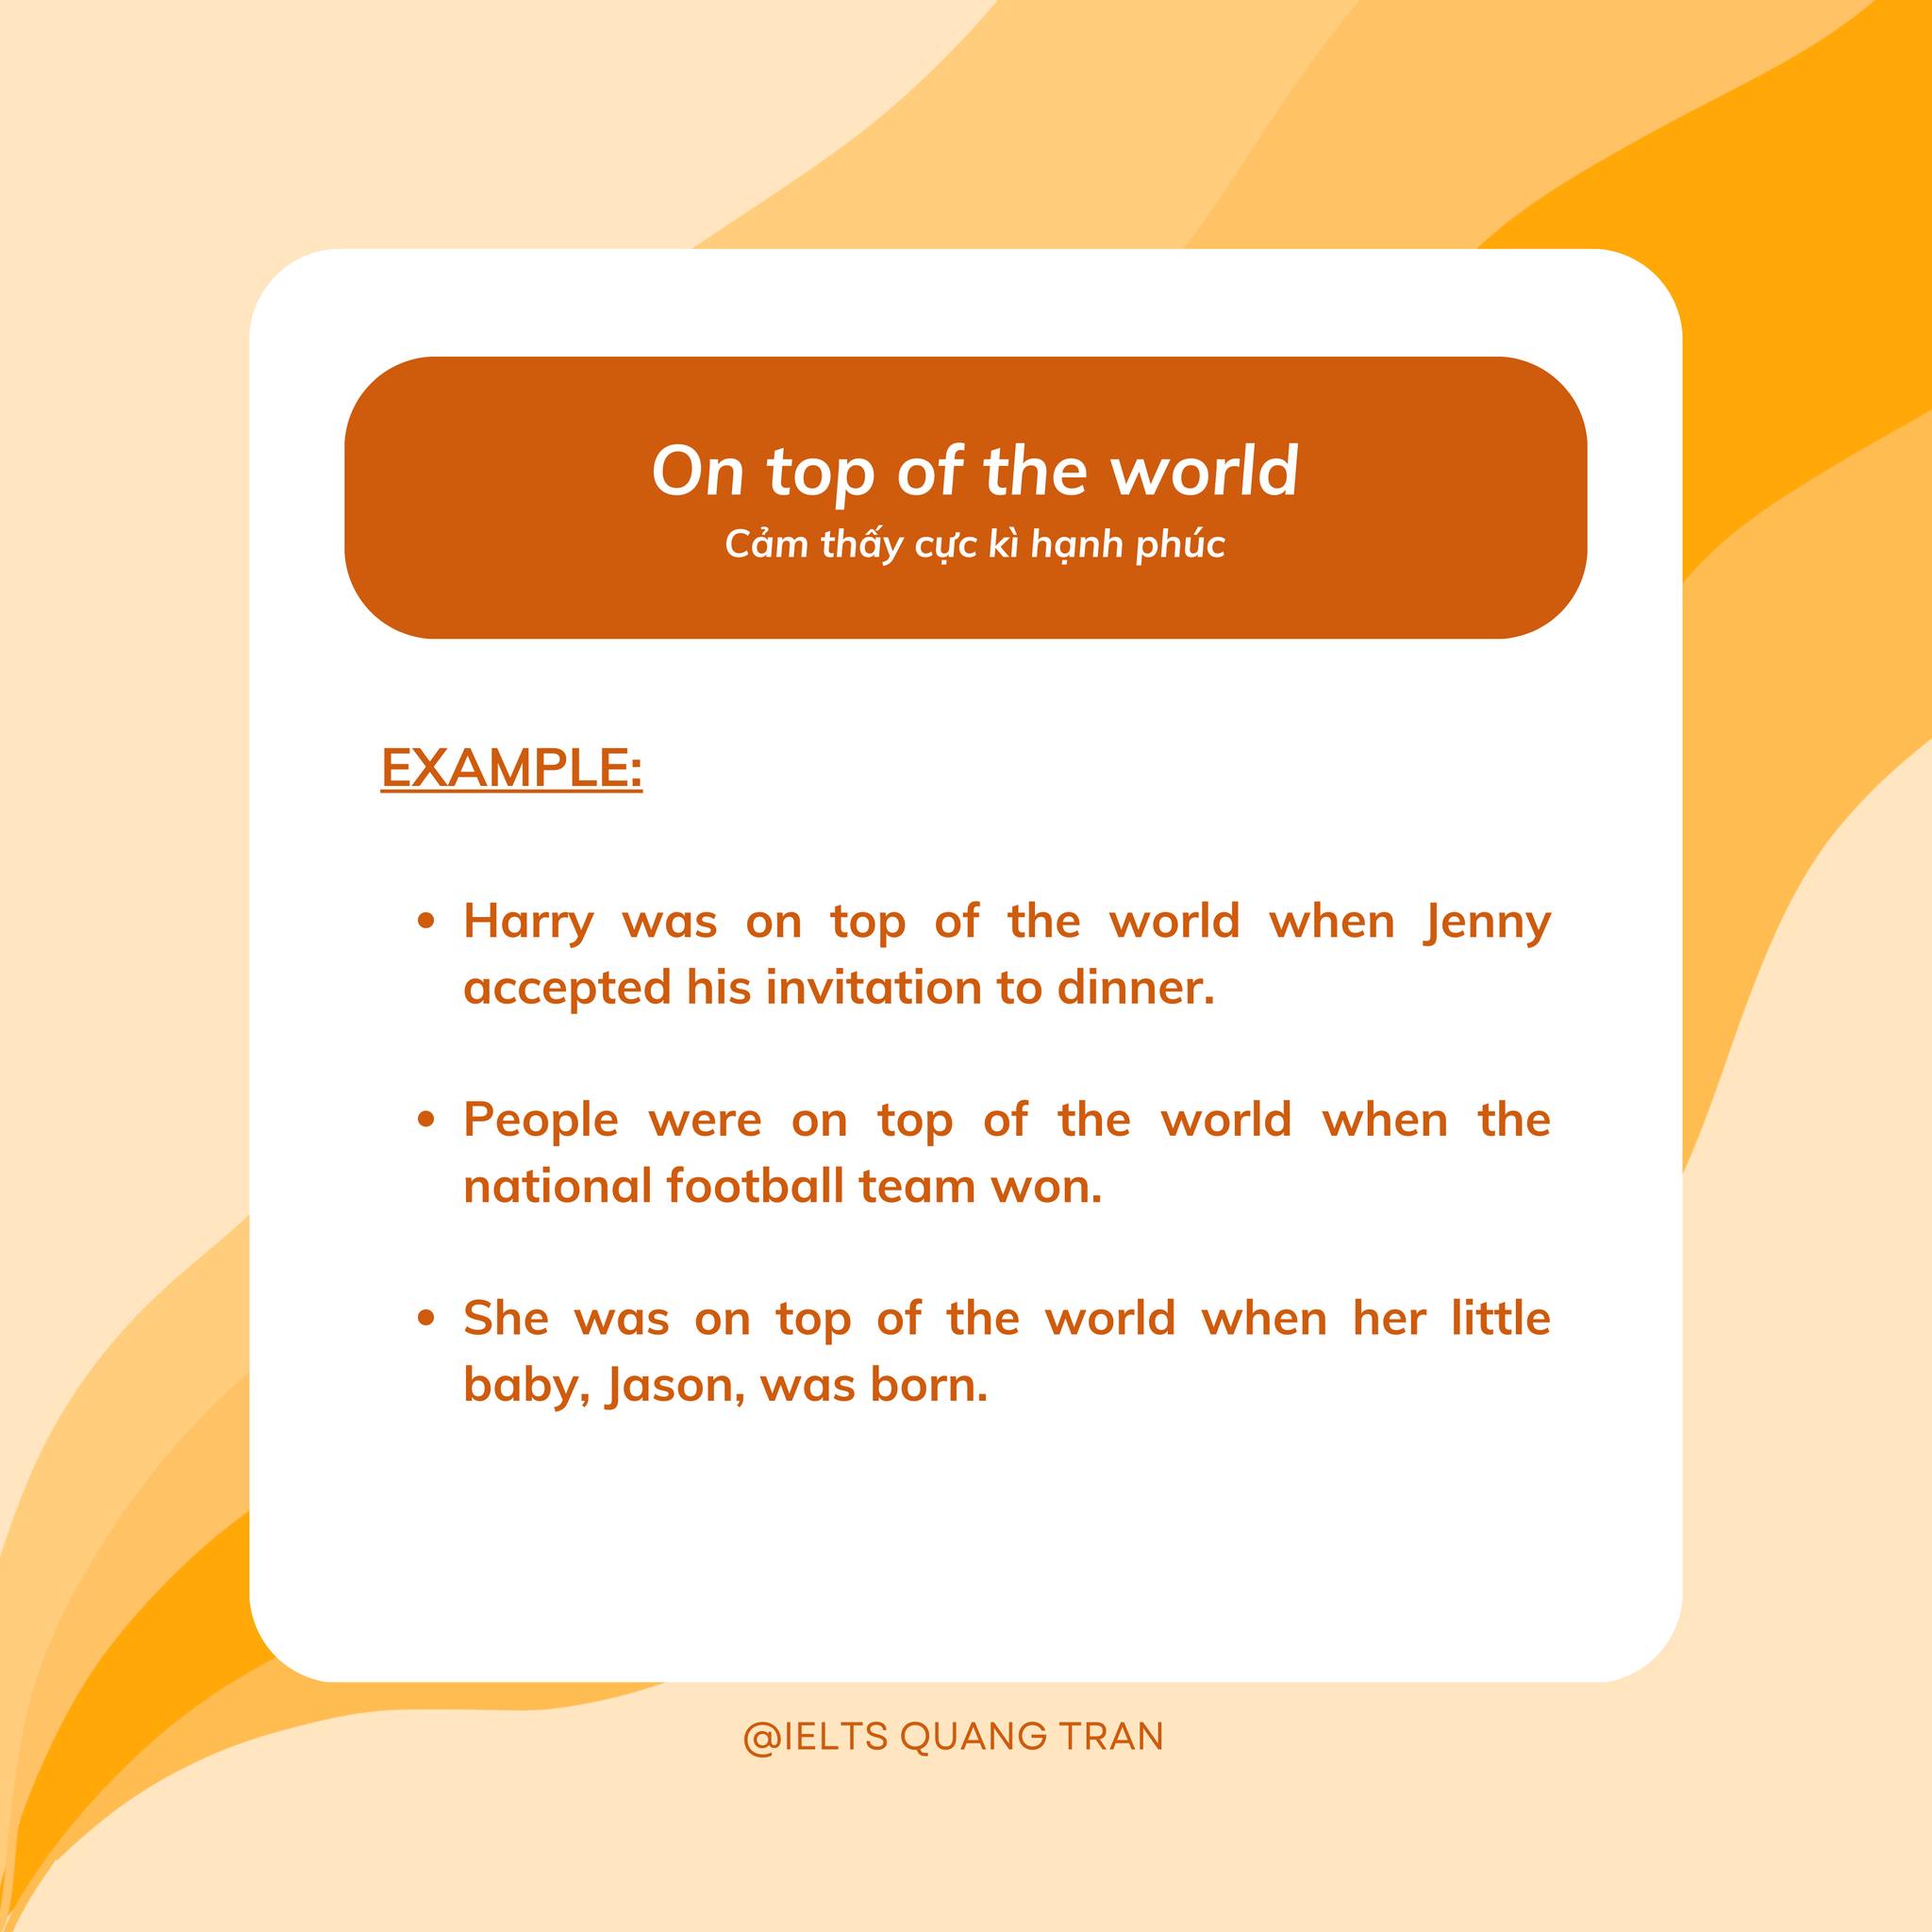 On top of the world
Cảm thấy cực kì hạnh phúc
EXAMPLE:
• Harry was on top of the world when Jenny
accepted his invitation to dinner.
• People were on top of the world when the
national football team won.
• She was on top of the world when her little
baby, Jason, was born.
@IELTS QUANG TRAN